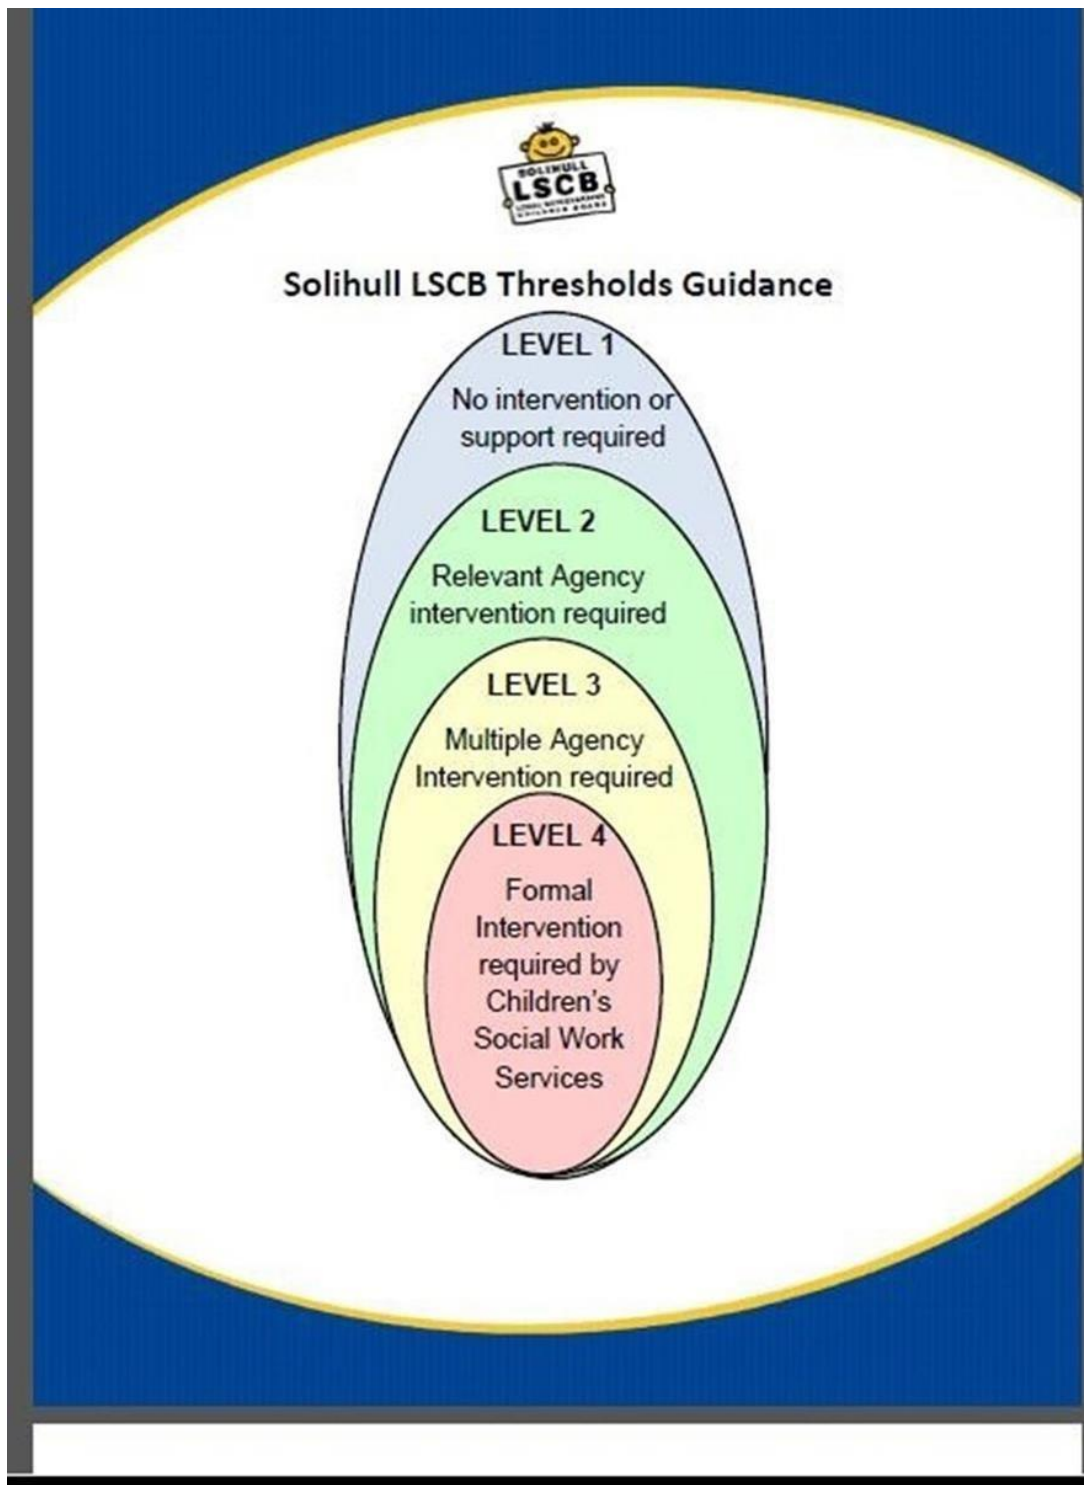 SOLIHULL
LSCB
Solihull LSCB Thresholds Guidance
LEVEL 1
No intervention or
support required
LEVEL 2
Relevant Agency
intervention required
LEVEL 3
Multiple Agency
Intervention required
LEVEL 4
Formal
Intervention
required by
Children's
Social Work
Services